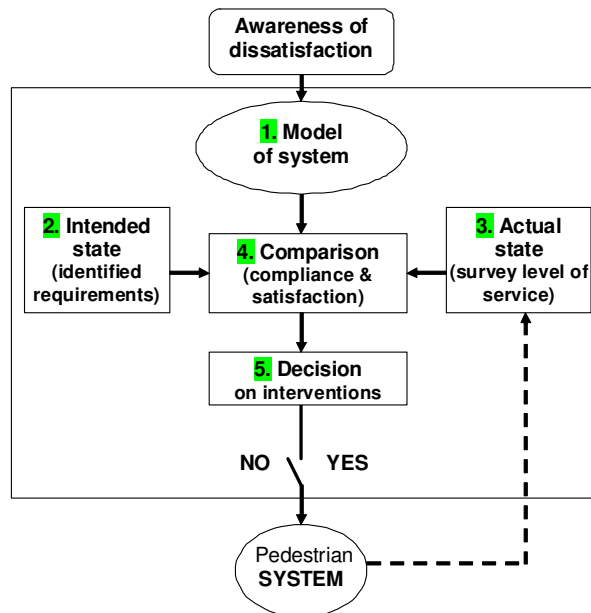 Awareness of
dissatisfaction
1. Model
of system
2. Intended
state
(identified
requirements)
4. Comparison
(compliance &
satisfaction)
3. Actual
state
(survey level of
service)
5. Decision
on interventions
NO YES
Pedestrian
SYSTEM